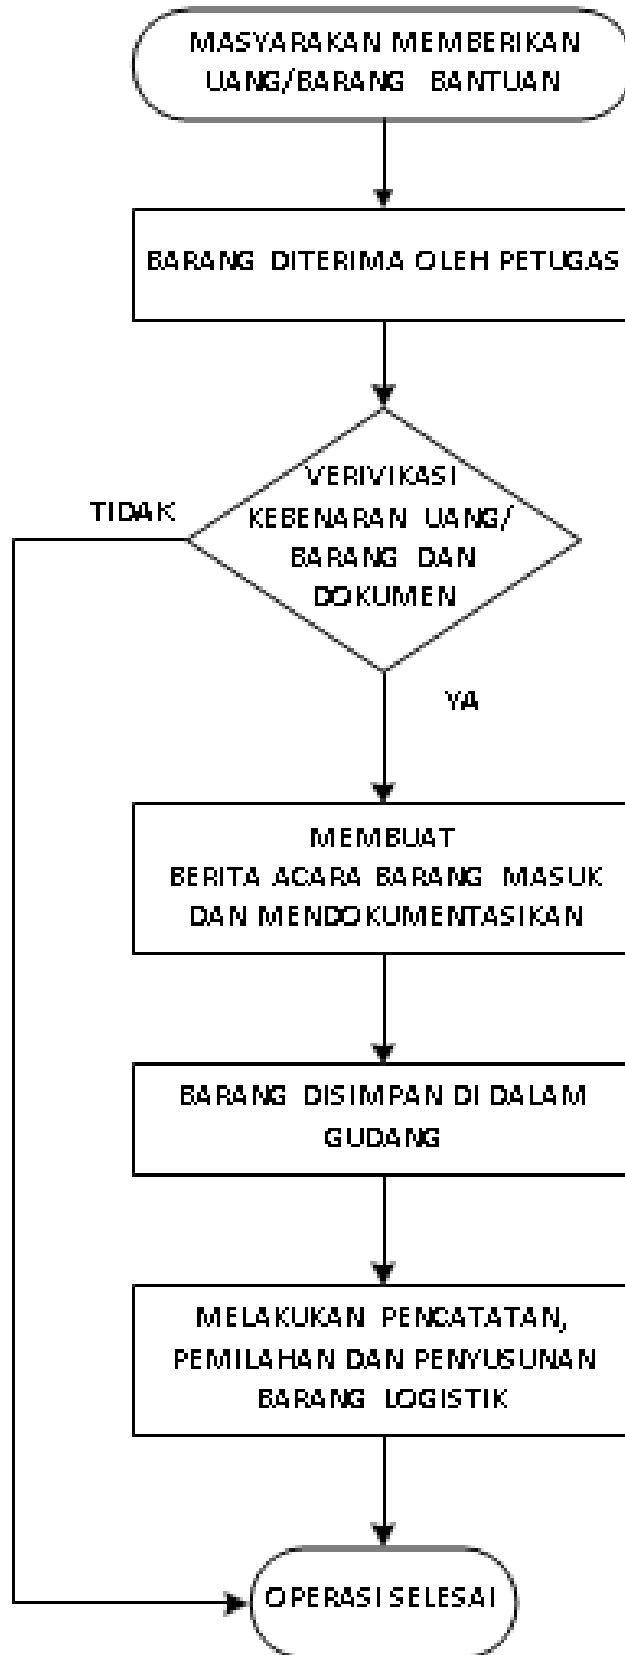 MASYARAKAN MEMBERIKAN
UANG/BARANG BANTUAN
BARANG DITERIMA OLEH PETUGAS
VERIVIKASI
KEBENARAN UANG/
BARANG DAN
DOKUMEN
TIDAK
YA
MEMBUAT
BERITA ACARA BARANG MASUK
DAN MENDOKUMENTASIKAN
BARANG DISIMPAN DI DALAM
GUDANG
MELAKUKAN PENCATATAN,
PEMILAHAN DAN PENYUSUNAN
BARANG LOGISTIK
OPERASI SELESAI